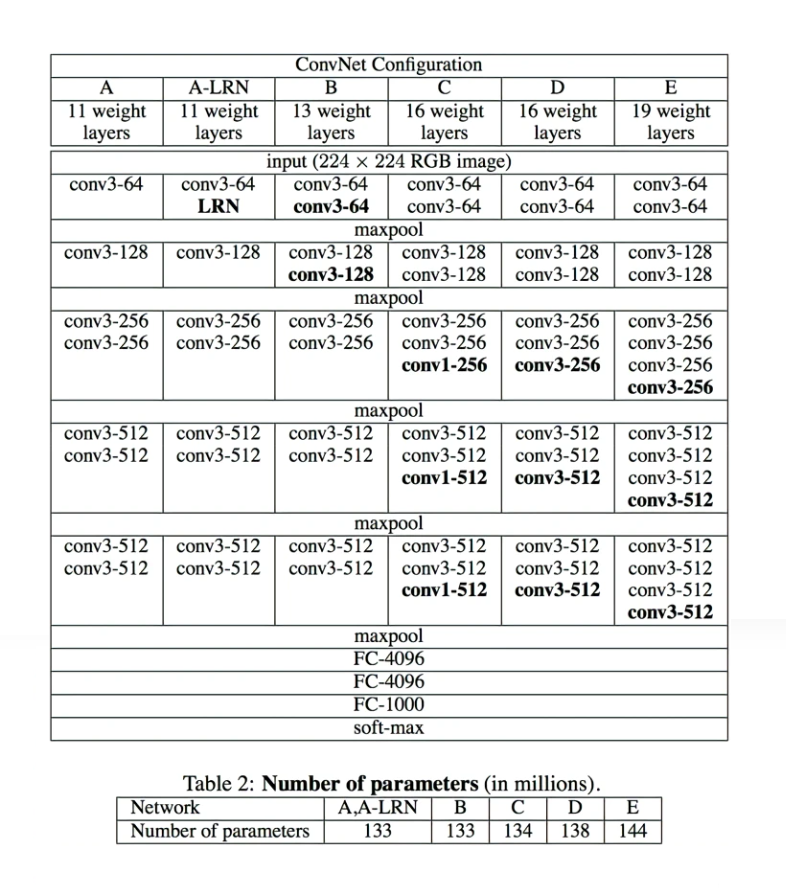 ConvNet Configuration
A A-LRN B C D E
11 weight 11 weight 13 weight 16 weight 16 weight 19 weight
layers layers layers layers layers layers
input (224 × 224 RGB image)
conv3-64 conv3-64 conv3-64 conv3-64 conv3-64 conv3-64
LRN conv3-64 conv3-64 conv3-64 conv3-64
maxpool
conv3-128 conv3-128 conv3-128 conv3-128 conv3-128 conv3-128
conv3-128 conv3-128 conv3-128 conv3-128
maxpool
conv3-256 conv3-256 conv3-256 conv3-256 conv3-256 conv3-256
conv3-256 conv3-256 conv3-256 conv3-256 conv3-256 conv3-256
conv1-256 conv3-256 conv3-256
conv3-256
maxpool
conv3-512 conv3-512 conv3-512 conv3-512 conv3-512 conv3-512
conv3-512 conv3-512 conv3-512 conv3-512 conv3-512 conv3-512
conv1-512 conv3-512 conv3-512
conv3-512
maxpool
conv3-512 conv3-512 conv3-512 conv3-512 conv3-512 conv3-512
conv3-512 conv3-512 conv3-512 conv3-512 conv3-512 conv3-512
conv1-512 conv3-512 conv3-512
conv3-512
maxpool
FC-4096
FC-4096
FC-1000
soft-max
Table 2: Number of parameters (in millions).
Network A,A-LRN B C D E
Number of parameters 133 133 134 138 144